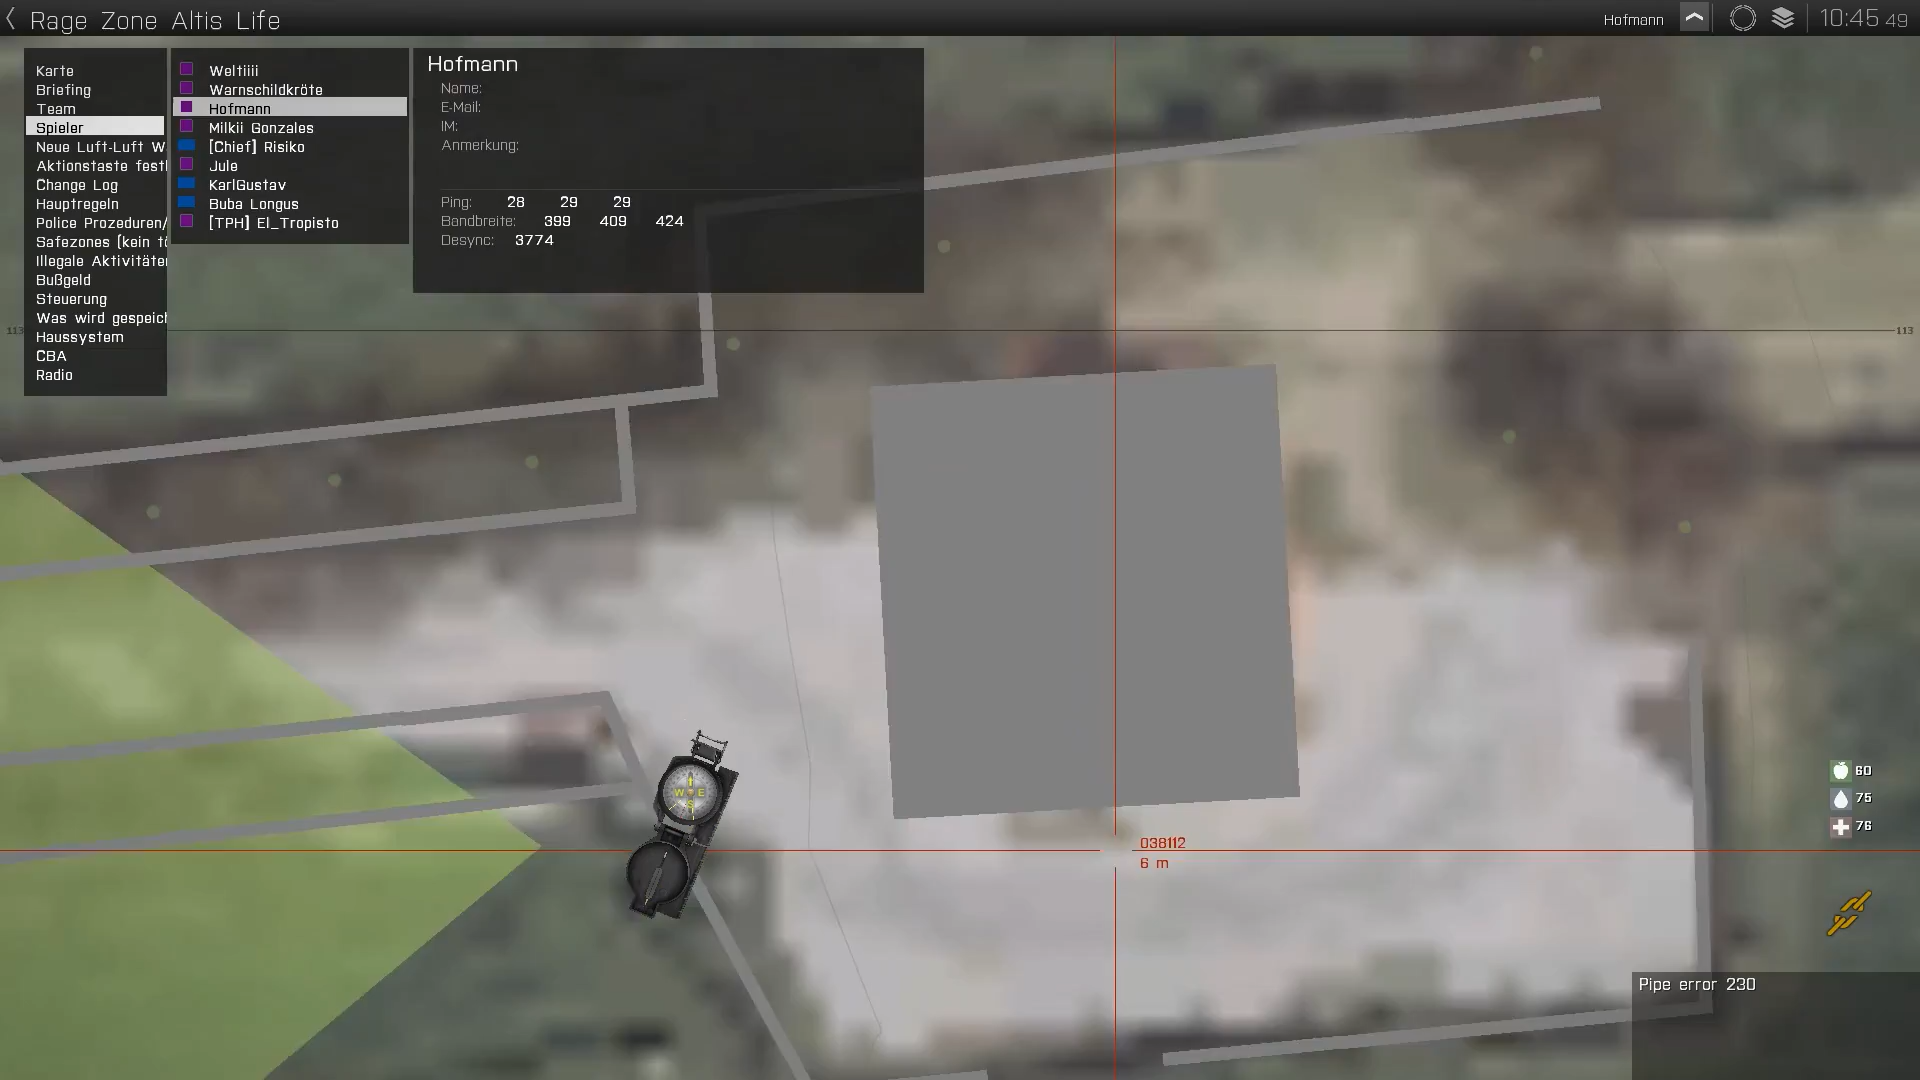 Rage Zone Altis Life
Hofmann
10:45 49
Karte
Briefing
Team
Spieler
Neue Luft-Luft W
Aktionstaste festl
Change Log
Hauptregeln
Police Prozeduren/
Safezones (kein tö
Illegale Aktivitäten
Bußgeld
Steuerung
Was wird gespeich
Haussystem
CBA
Radio
Weltiiii
Warnschildkröte
Hofmann
Milkii Gonzales
[Chief] Risiko
Jule
KarlGustav
Buba Longus
[TPH] El_Tropisto
Hofmann
Name:
E-Mail:
IM:
Anmerkung:
Ping: 28 29 29
Bandbreite: 399 409 424
Desync: 3774
113
113
W E
S
038112
6 m
60
75
76
Pipe error 230